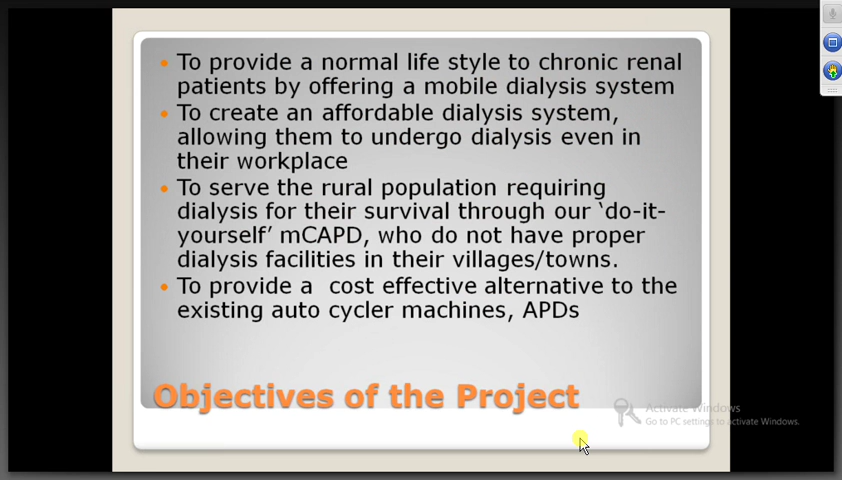 To provide a normal life style to chronic renal
patients by offering a mobile dialysis system
To create an affordable dialysis system,
allowing them to undergo dialysis even in
their workplace
To serve the rural population requiring
dialysis for their survival through our ‘do-it-
yourself’ mCAPD, who do not have proper
dialysis facilities in their villages/towns.
To provide a  cost effective alternative to the
existing auto cycler machines, APDs
Objectives of the Project
Activate Windows
Go to PC settings to activate Windows.